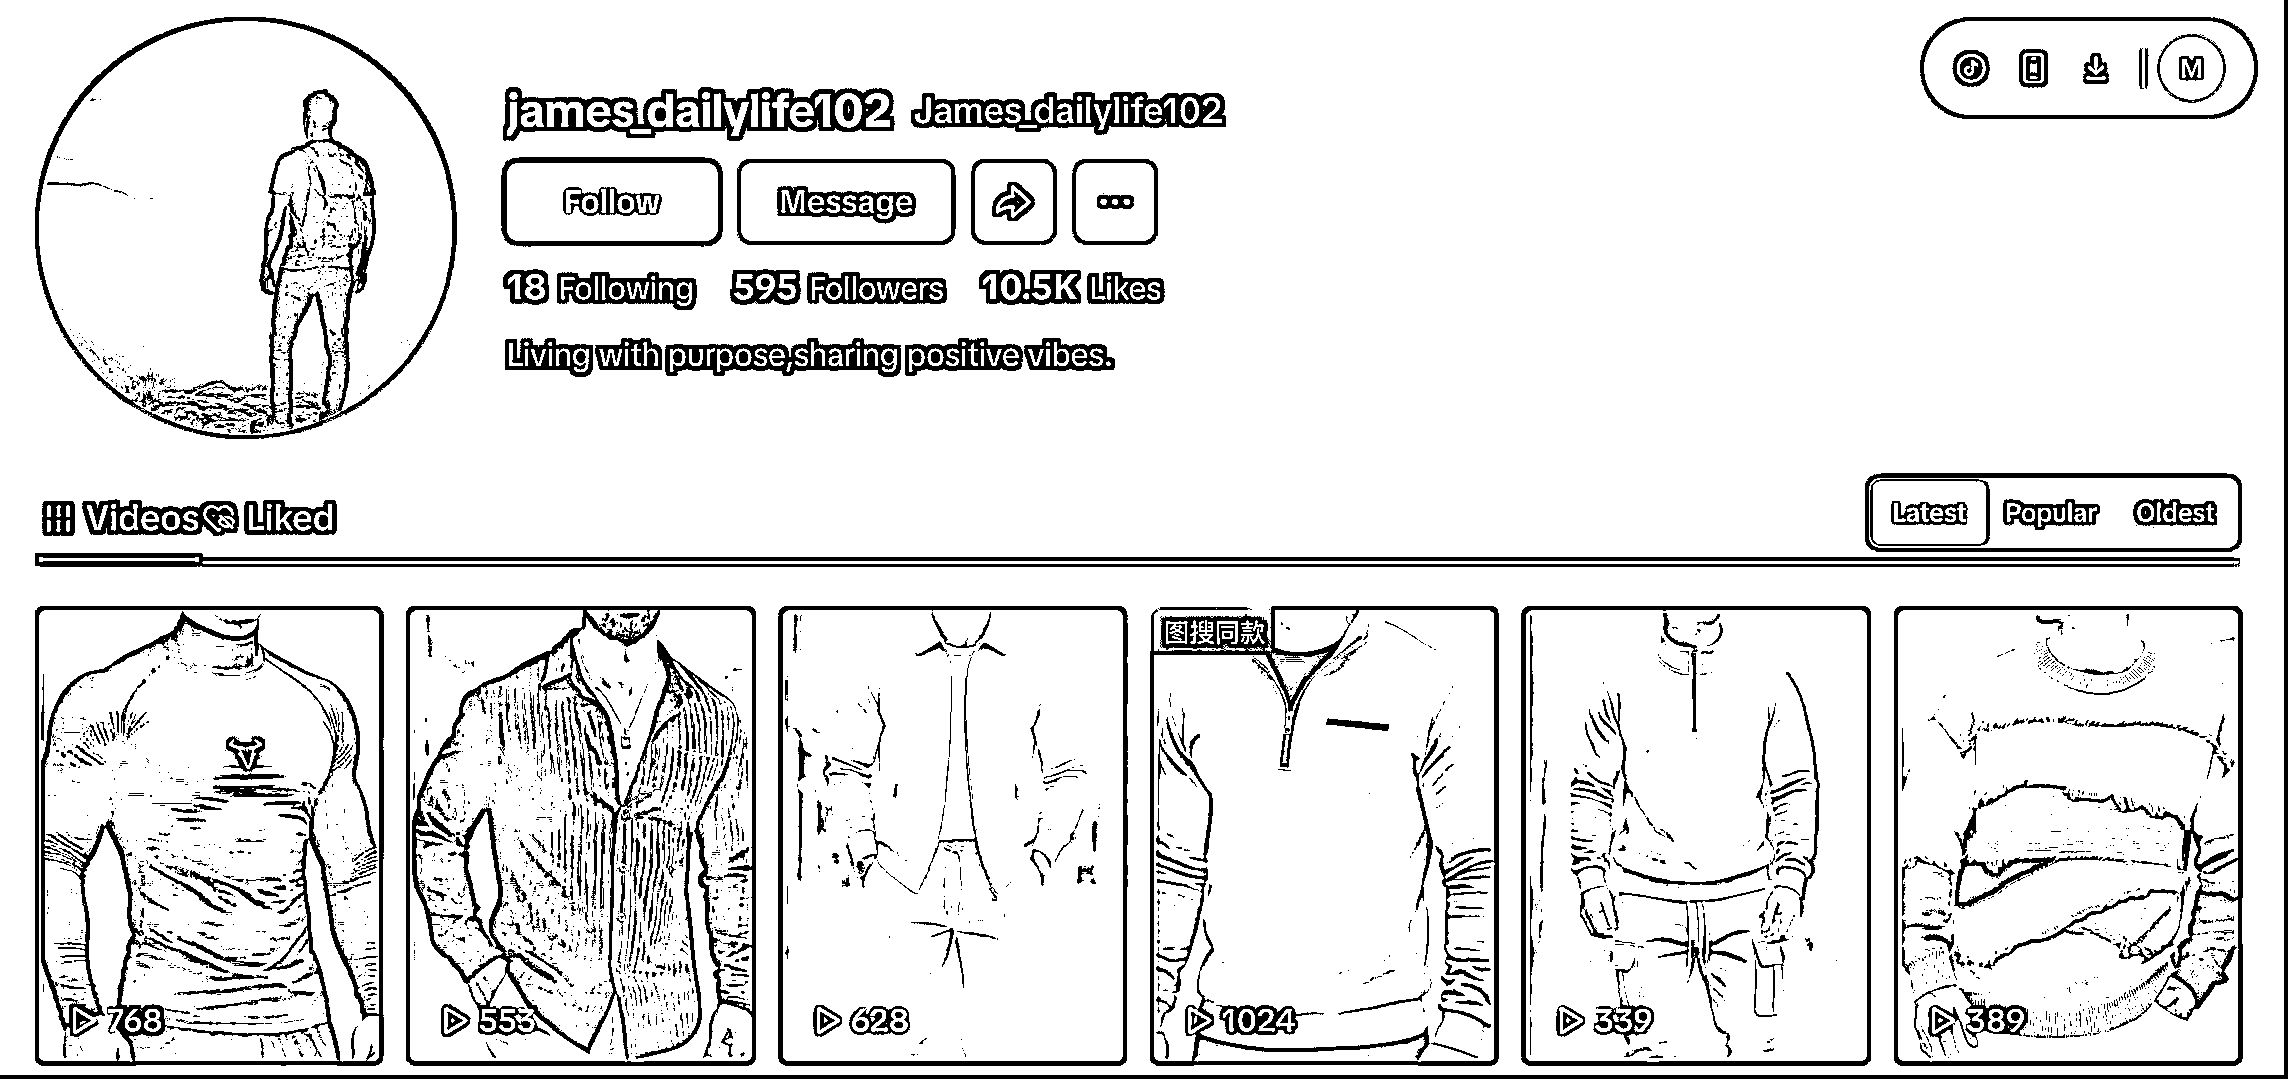 M
james_dailylife102 James_dailylife102
Follow Message
18 Following 595 Followers 10.5K Likes
Living with purpose,sharing positive vibes.
Videos Liked
Latest Popular Oldest
图搜同款
768 553 628 1024 339 389